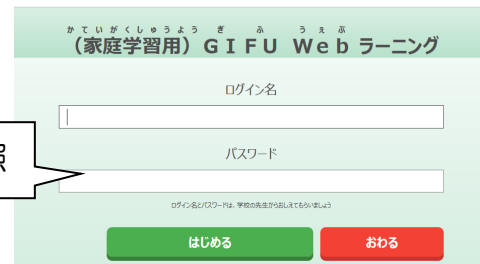 かていがくしゅうよう ぎ ふ うぇぶ
（家庭学習用）ＧＩＦＵ Ｗｅｂ ラーニング
ログイン名
パスワード
ログイン名とパスワードは、学校の先生からおしえてもらいましょう
はじめる
おわる